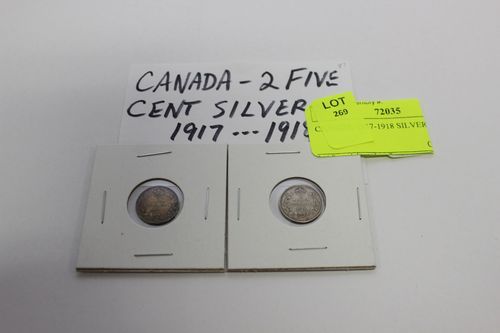 CANADA - 2 FIVE
CENT SILVER
1917 ... 1918
LOT
269
72035
7-1918 SILVER